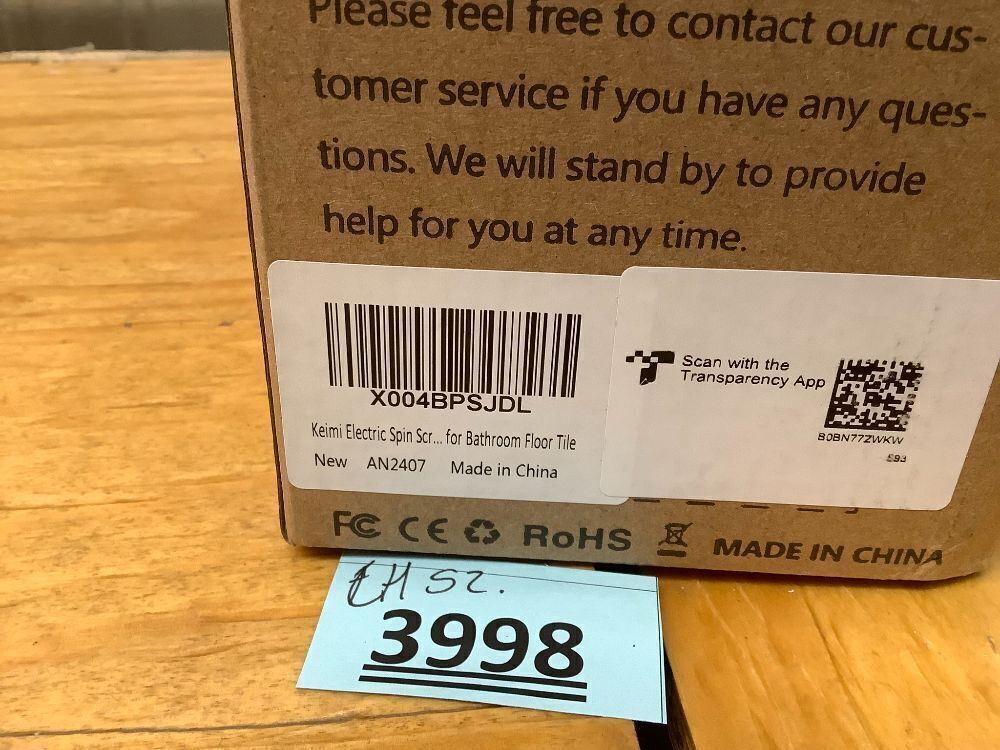 Please feel free to contact our cus-
tomer service if you have any ques-
tions. We will stand by to provide
help for you at any time.
X004BPSJDL
Keimi Electric Spin Scr... for Bathroom Floor Tile
New AN2407 Made in China
Scan with the
Transparency App
B0BN77ZWKW
593
FC CE RoHS MADE IN CHINA
3998